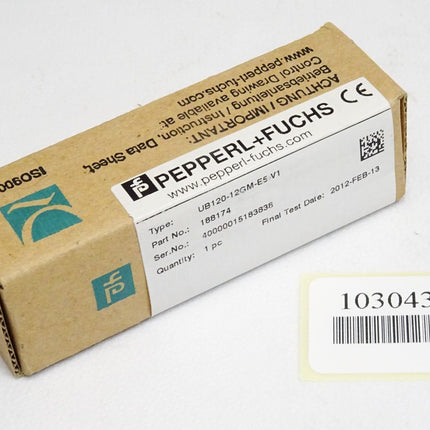 ACHTUNG / IMPORTANT:
Betriebsanleitung / Instruction, Data Sheet
Control Drawing available at:
www.pepperl-fuchs.com
ISO900
PEPPERL+FUCHS CE
www.pepperl-fuchs.com
Type: UB120-12GM-E5-V1
Part No.: 188174
Ser.No.: 40000015183838 Final Test Date: 2012-FEB-13
Quantity: 1 pc
103043